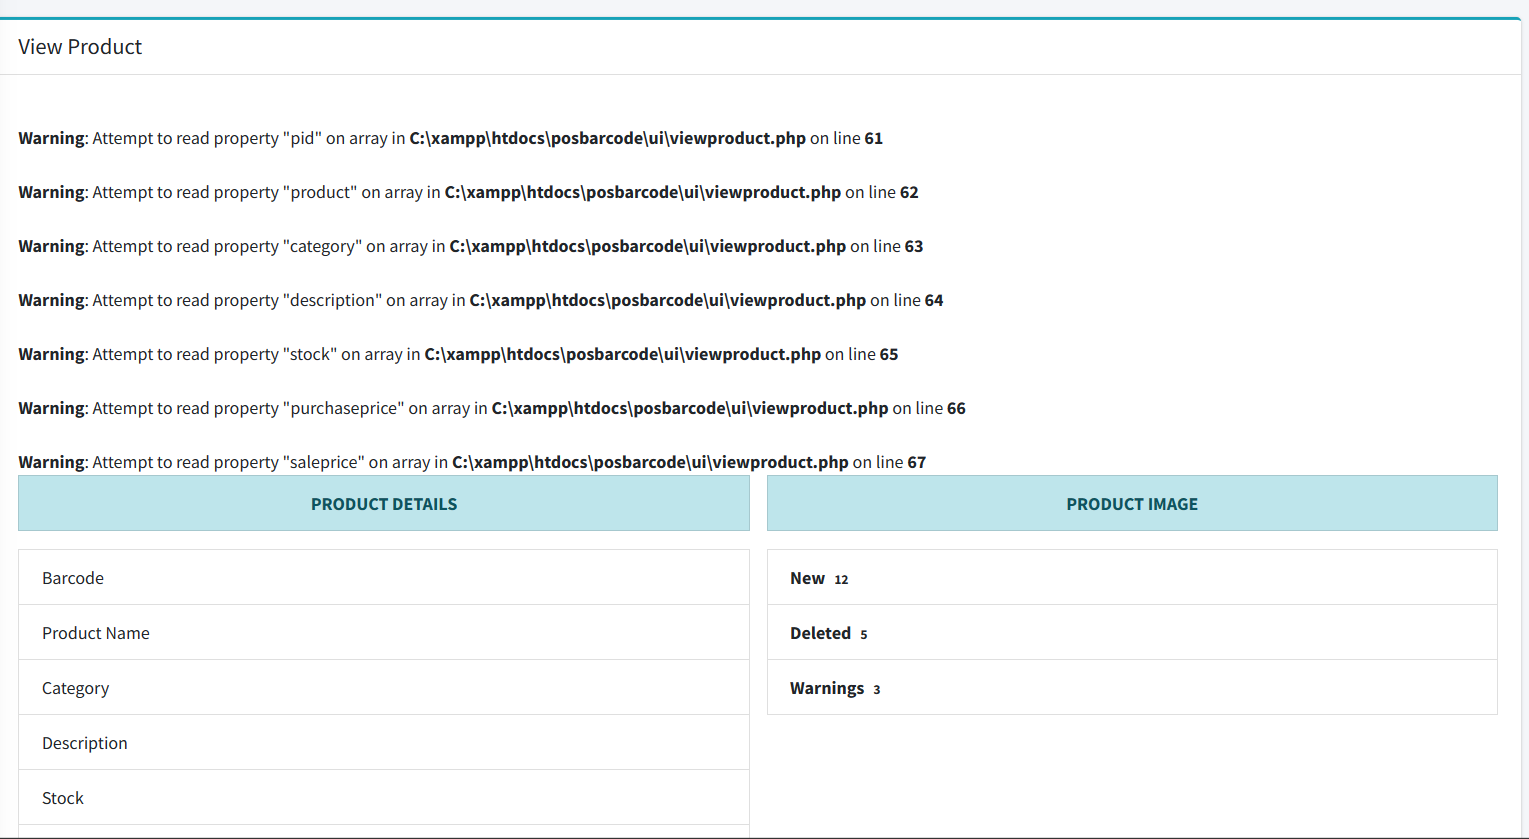 View Product
Warning: Attempt to read property "pid" on array in C:\xampp\htdocs\posbarcode\ui\viewproduct.php on line 61
Warning: Attempt to read property "product" on array in C:\xampp\htdocs\posbarcode\ui\viewproduct.php on line 62
Warning: Attempt to read property "category" on array in C:\xampp\htdocs\posbarcode\ui\viewproduct.php on line 63
Warning: Attempt to read property "description" on array in C:\xampp\htdocs\posbarcode\ui\viewproduct.php on line 64
Warning: Attempt to read property "stock" on array in C:\xampp\htdocs\posbarcode\ui\viewproduct.php on line 65
Warning: Attempt to read property "purchaseprice" on array in C:\xampp\htdocs\posbarcode\ui\viewproduct.php on line 66
Warning: Attempt to read property "saleprice" on array in C:\xampp\htdocs\posbarcode\ui\viewproduct.php on line 67
PRODUCT DETAILS
Barcode
Product Name
Category
Description
Stock
PRODUCT IMAGE
New 12
Deleted 5
Warnings 3